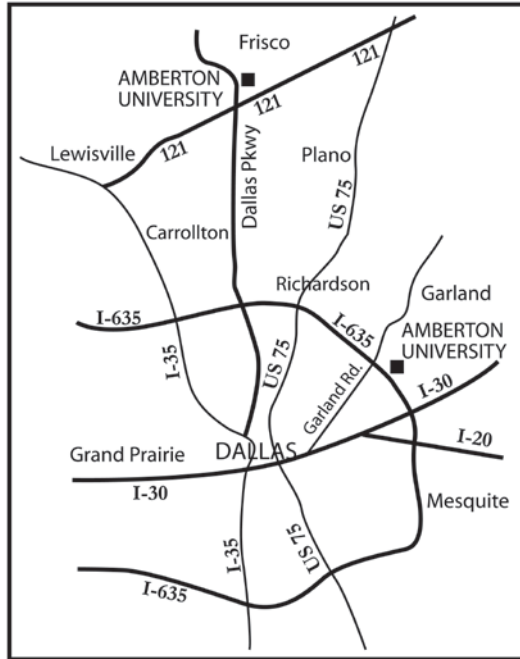 Frisco
AMBERTON
UNIVERSITY
121
121
121
Lewisville
Dallas Pkwy
Plano
US 75
Carrollton
Richardson
Garland
I-635
I-635
AMBERTON
UNIVERSITY
I-35
US 75
Garland Rd.
I-30
I-20
Grand Prairie
DALLAS
I-30
Mesquite
I-35
US 75
I-635